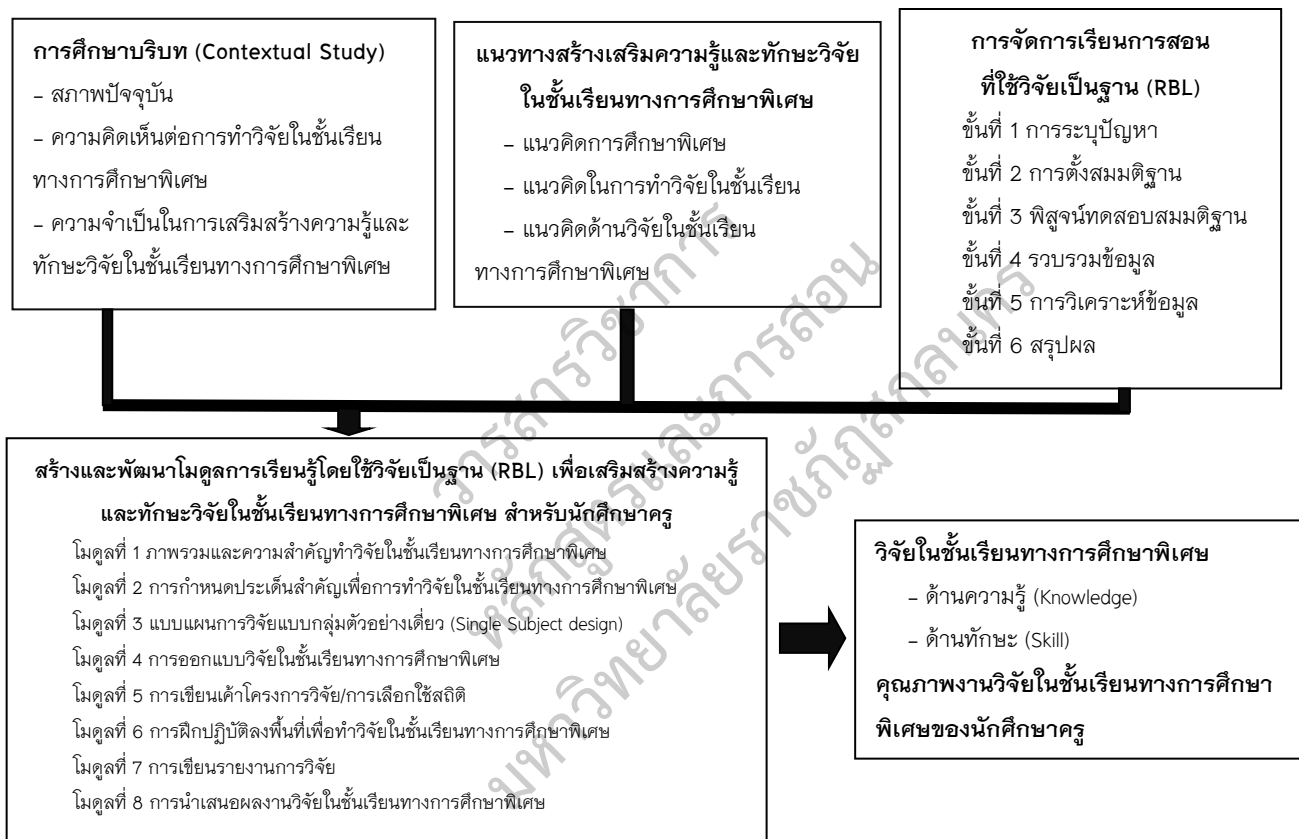 การศึกษาบริบท (Contextual Study)
- สภาพปัจจุบัน
- ความคิดเห็นต่อการทำวิจัยในชั้นเรียน
ทางการศึกษาพิเศษ
- ความจำเป็นในการเสริมสร้างความรู้และ
ทักษะวิจัยในชั้นเรียนทางการศึกษาพิเศษ
แนวทางสร้างเสริมความรู้และทักษะวิจัย
ในชั้นเรียนทางการศึกษาพิเศษ
- แนวคิดการศึกษาพิเศษ
- แนวคิดในการทำวิจัยในชั้นเรียน
- แนวคิดด้านวิจัยในชั้นเรียน
ทางการศึกษาพิเศษ
การจัดการเรียนการสอน
ที่ใช้วิจัยเป็นฐาน (RBL)
ขั้นที่ 1 การระบุปัญหา
ขั้นที่ 2 การตั้งสมมติฐาน
ขั้นที่ 3 พิสูจน์ทดสอบสมมติฐาน
ขั้นที่ 4 รวบรวมข้อมูล
ขั้นที่ 5 การวิเคราะห์ข้อมูล
ขั้นที่ 6 สรุปผล
สร้างและพัฒนาโมดูลการเรียนรู้โดยใช้วิจัยเป็นฐาน (RBL) เพื่อเสริมสร้างความรู้
และทักษะวิจัยในชั้นเรียนทางการศึกษาพิเศษ สำหรับนักศึกษาครู
โมดูลที่ 1 ภาพรวมและความสำคัญทำวิจัยในชั้นเรียนทางการศึกษาพิเศษ
โมดูลที่ 2 การกำหนดประเด็นสำคัญเพื่อการทำวิจัยในชั้นเรียนทางการศึกษาพิเศษ
โมดูลที่ 3 แบบแผนการวิจัยแบบกลุ่มตัวอย่างเดี่ยว (Single Subject design)
โมดูลที่ 4 การออกแบบวิจัยในชั้นเรียนทางการศึกษาพิเศษ
โมดูลที่ 5 การเขียนเค้าโครงการวิจัย/การเลือกใช้สถิติ
โมดูลที่ 6 การฝึกปฏิบัติลงพื้นที่เพื่อทำวิจัยในชั้นเรียนทางการศึกษาพิเศษ
โมดูลที่ 7 การเขียนรายงานการวิจัย
โมดูลที่ 8 การนำเสนอผลงานวิจัยในชั้นเรียนทางการศึกษาพิเศษ
วิจัยในชั้นเรียนทางการศึกษาพิเศษ
- ด้านความรู้ (Knowledge)
- ด้านทักษะ (Skill)
คุณภาพงานวิจัยในชั้นเรียนทางการศึกษา
พิเศษของนักศึกษาครู
วารสารวิชาการ
หลักสูตรและการสอน
มหาวิทยาลัยราชภัฏสกลนคร